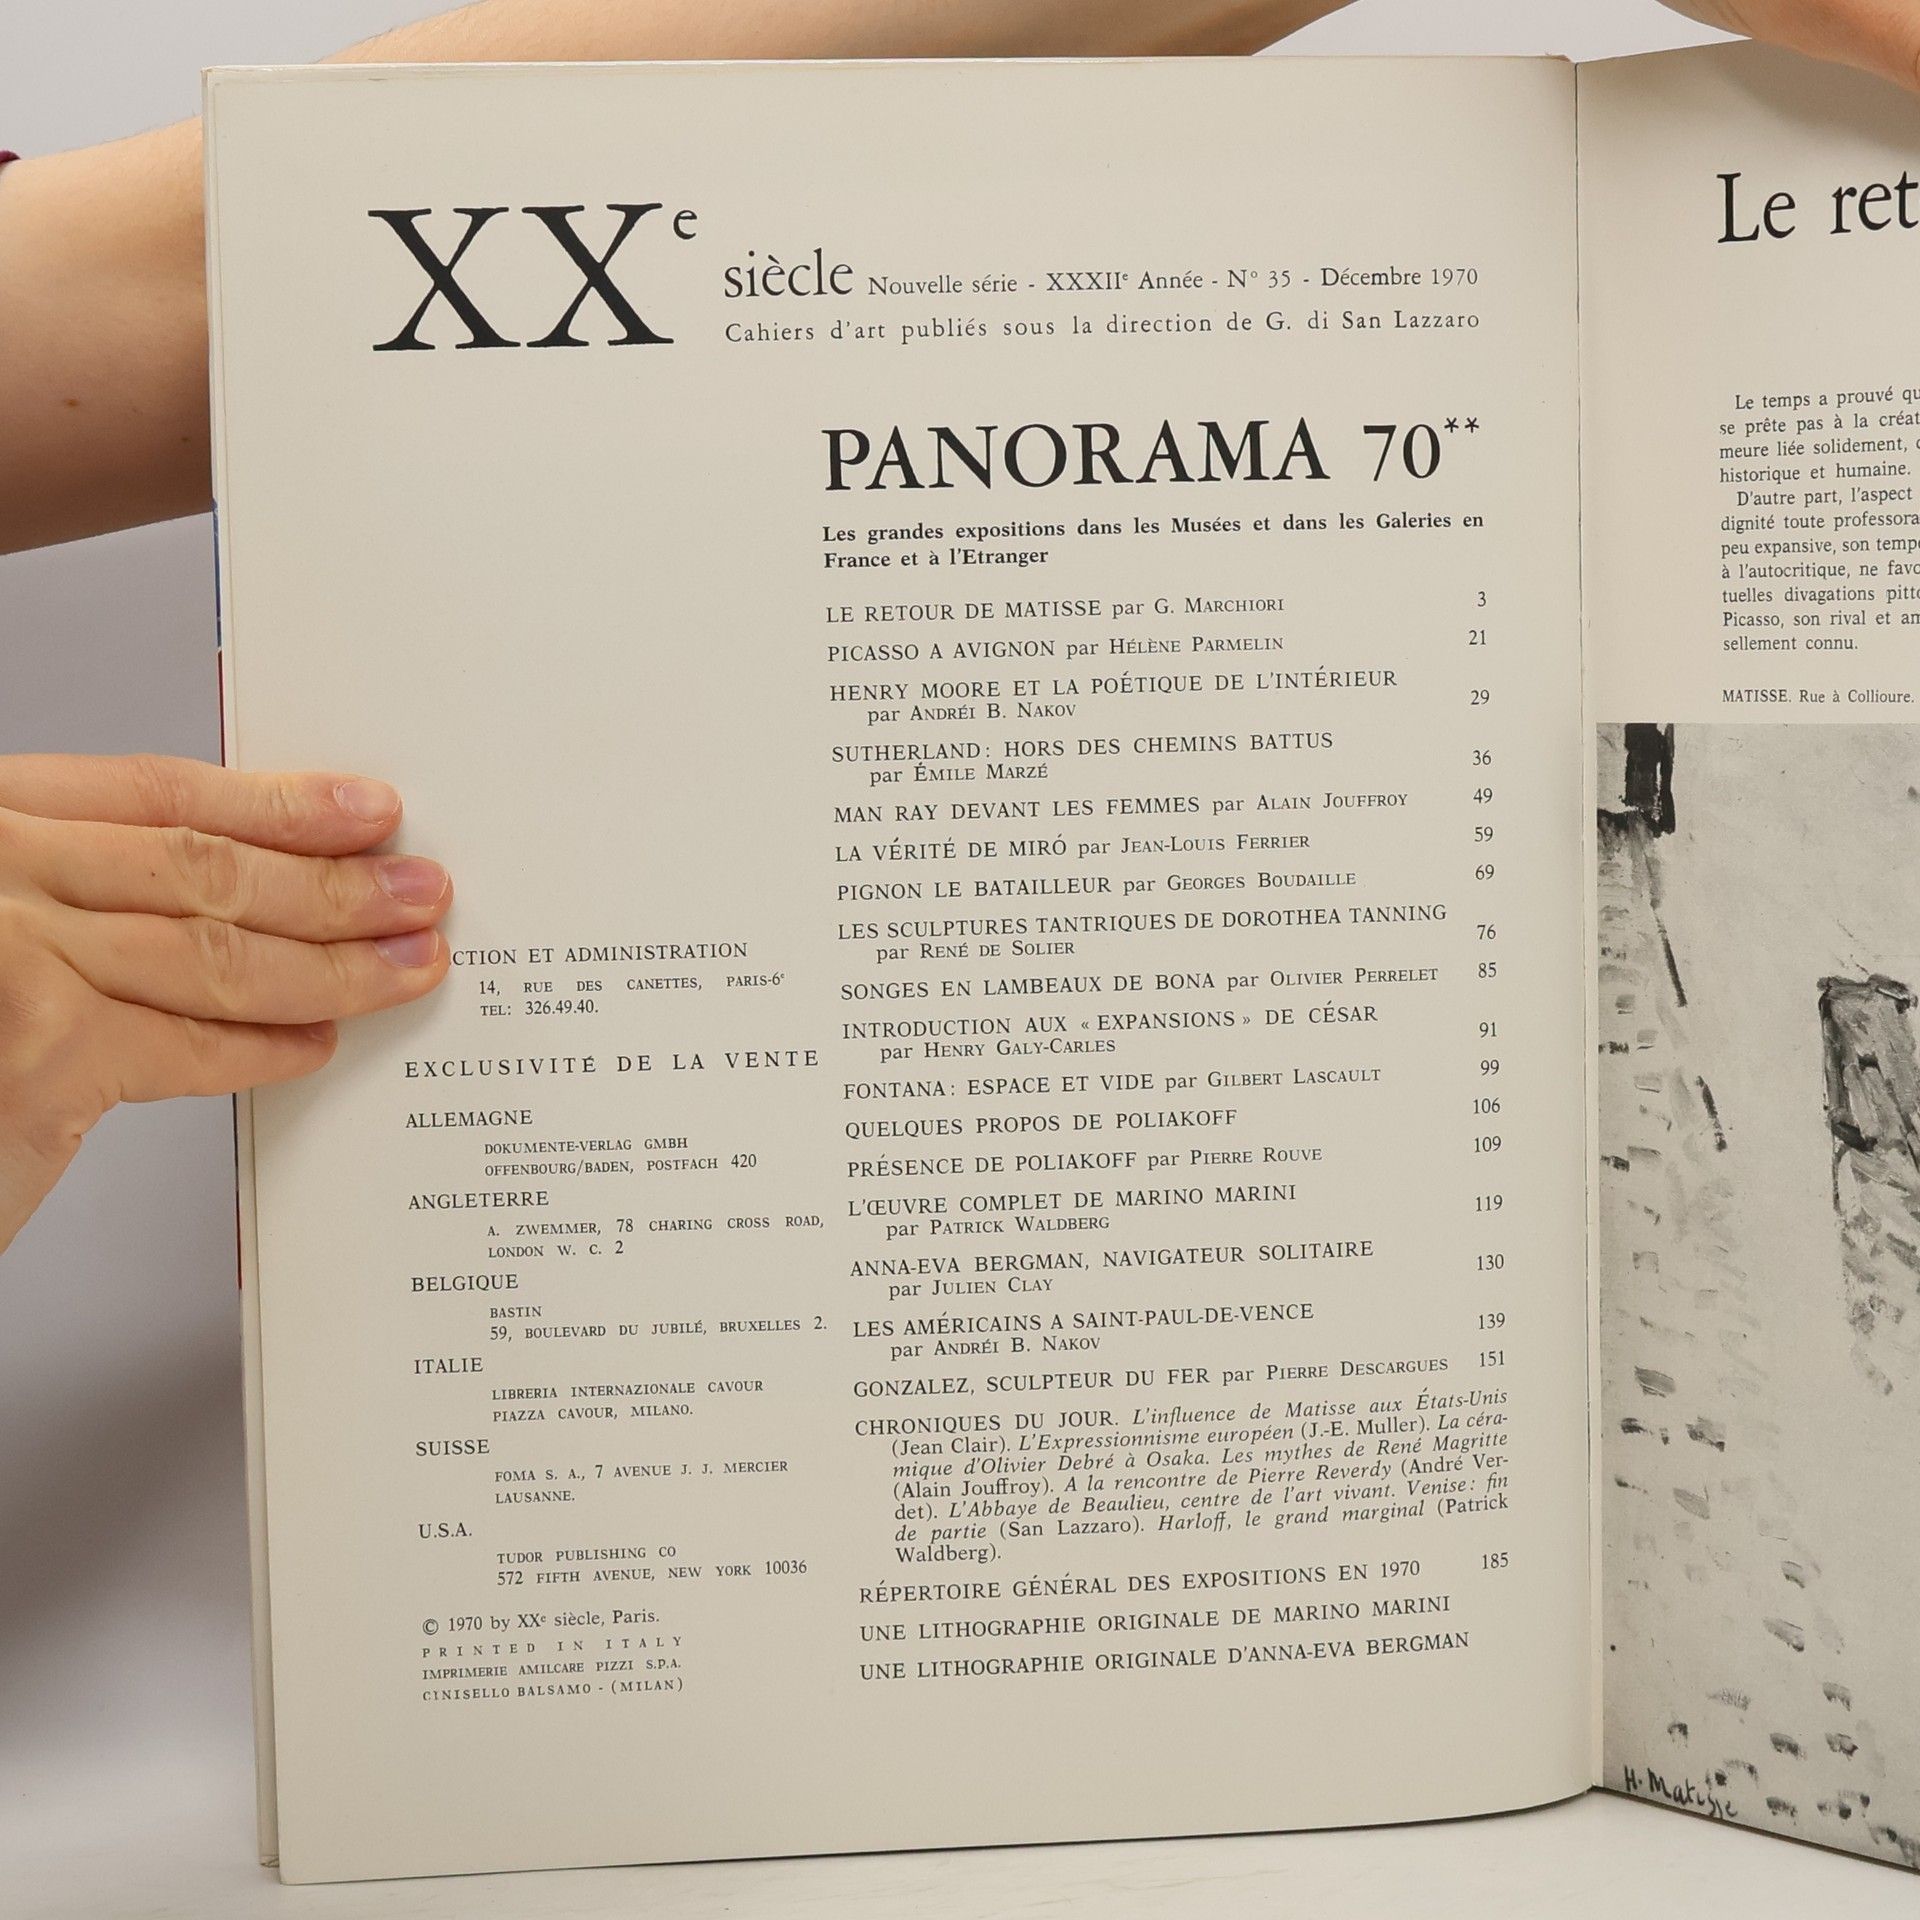 XXe siècle Nouvelle série - XXXIIe Année - N° 35 - Décembre 1970
Cahiers d'art publiés sous la direction de G. di San Lazzaro
PANORAMA 70**
Les grandes expositions dans les Musées et dans les Galeries en
France et à l'Etranger
LE RETOUR DE MATISSE par G. MARCHIORI 3
PICASSO A AVIGNON par HÉLÈNE PARMELIN 21
HENRY MOORE ET LA POÉTIQUE DE L'INTÉRIEUR
par ANDRÉI B. NAKOV 29
SUTHERLAND: HORS DES CHEMINS BATTUS
par ÉMILE MARZÉ 36
MAN RAY DEVANT LES FEMMES par ALAIN JOUFFROY 49
LA VÉRITÉ DE MIRÓ par JEAN-LOUIS FERRIER 59
PIGNON LE BATAILLEUR par GEORGES BOUDAILLE 69
LES SCULPTURES TANTRIQUES DE DOROTHEA TANNING
par RENÉ DE SOLIER 76
SONGES EN LAMBEAUX DE BONA par OLIVIER PERRELET 85
INTRODUCTION AUX « EXPANSIONS » DE CÉSAR
par HENRY GALY-CARLES 91
FONTANA: ESPACE ET VIDE par GILBERT LASCAULT 99
QUELQUES PROPOS DE POLIAKOFF 106
PRÉSENCE DE POLIAKOFF par PIERRE ROUVE 109
L'ŒUVRE COMPLET DE MARINO MARINI
par PATRICK WALDBERG 119
ANNA-EVA BERGMAN, NAVIGATEUR SOLITAIRE
par JULIEN CLAY 130
LES AMÉRICAINS A SAINT-PAUL-DE-VENCE
par ANDRÉI B. NAKOV 139
GONZALEZ, SCULPTEUR DU FER par PIERRE DESCARGUES 151
CHRONIQUES DU JOUR. L'influence de Matisse aux États-Unis
(Jean Clair). L'Expressionnisme européen (J.-E. Muller). La céra-
mique d'Olivier Debré à Osaka. Les mythes de René Magritte
(Alain Jouffroy). A la rencontre de Pierre Reverdy (André Ver-
det). L'Abbaye de Beaulieu, centre de l'art vivant. Venise: fin
de partie (San Lazzaro). Harloff, le grand marginal (Patrick
Waldberg).
RÉPERTOIRE GÉNÉRAL DES EXPOSITIONS EN 1970 185
UNE LITHOGRAPHIE ORIGINALE DE MARINO MARINI
UNE LITHOGRAPHIE ORIGINALE D'ANNA-EVA BERGMAN
CTION ET ADMINISTRATION
14, RUE DES CANETTES, PARIS-6e
TEL: 326.49.40.
EXCLUSIVITÉ DE LA VENTE
ALLEMAGNE
DOKUMENTE-VERLAG GMBH
OFFENBOURG/BADEN, POSTFACH 420
ANGLETERRE
A. ZWEMMER, 78 CHARING CROSS ROAD,
LONDON W. C. 2
BELGIQUE
BASTIN
59, BOULEVARD DU JUBILÉ, BRUXELLES 2.
ITALIE
LIBRERIA INTERNAZIONALE CAVOUR
PIAZZA CAVOUR, MILANO.
SUISSE
FOMA S. A., 7 AVENUE J. J. MERCIER
LAUSANNE.
U.S.A.
TUDOR PUBLISHING CO
572 FIFTH AVENUE, NEW YORK 10036
© 1970 by XXe siècle, Paris.
PRINTED IN ITALY
IMPRIMERIE AMILCARE PIZZI S.P.A.
CINISELLO BALSAMO - (MILAN)
Le ret
Le temps a prouvé qu
se prête pas à la créat
meure liée solidement,
historique et humaine.
D'autre part, l'aspect
dignité toute professora
peu expansive, son tempé
à l'autocritique, ne favo
tuelles divagations pitto
Picasso, son rival et am
sellement connu.
MATISSE. Rue à Collioure.
H. Matisse